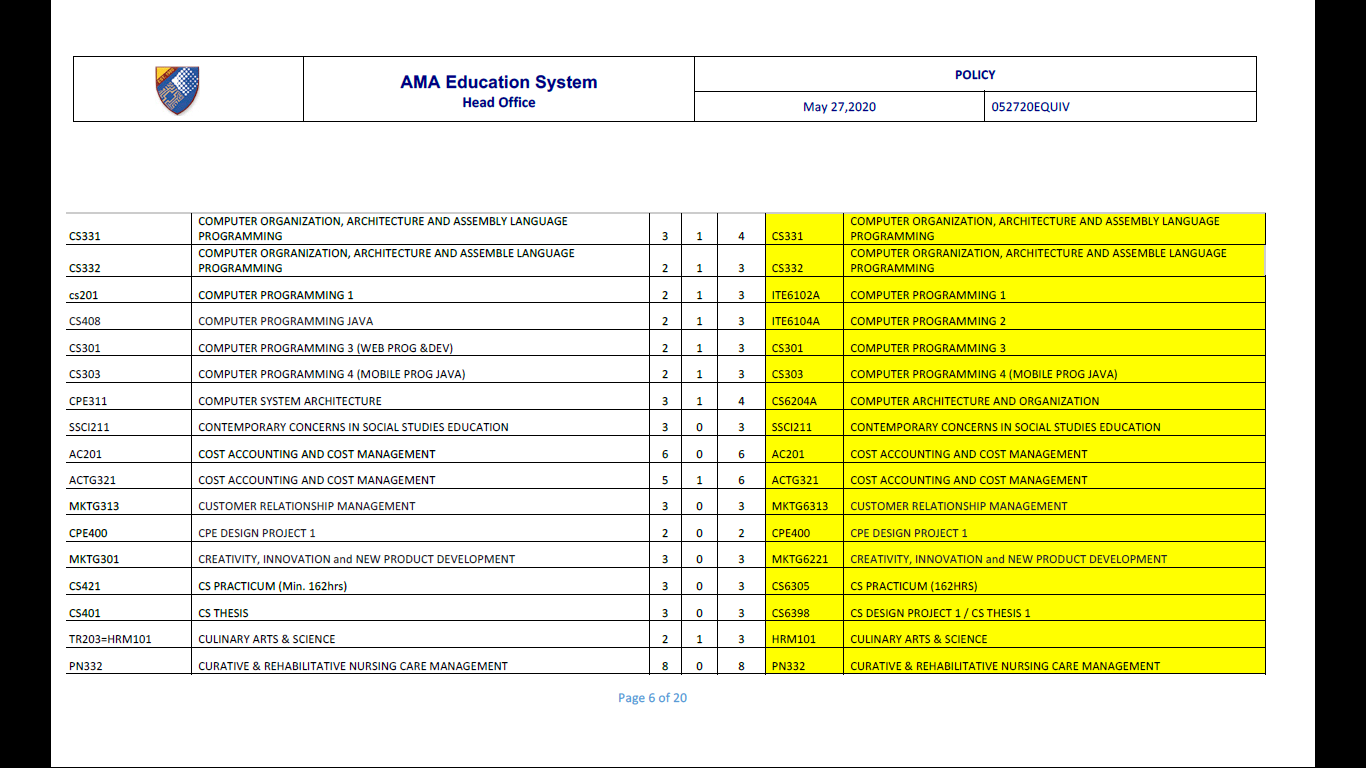 AMA Education System
Head Office
POLICY
May 27,2020
052720EQUIV
CS331 COMPUTER ORGANIZATION, ARCHITECTURE AND ASSEMBLY LANGUAGE PROGRAMMING 3 1 4 CS331 COMPUTER ORGANIZATION, ARCHITECTURE AND ASSEMBLY LANGUAGE PROGRAMMING
CS332 COMPUTER ORGRANIZATION, ARCHITECTURE AND ASSEMBLE LANGUAGE PROGRAMMING 2 1 3 CS332 COMPUTER ORGRANIZATION, ARCHITECTURE AND ASSEMBLE LANGUAGE PROGRAMMING
cs201 COMPUTER PROGRAMMING 1 2 1 3 ITE6102A COMPUTER PROGRAMMING 1
CS408 COMPUTER PROGRAMMING JAVA 2 1 3 ITE6104A COMPUTER PROGRAMMING 2
CS301 COMPUTER PROGRAMMING 3 (WEB PROG &DEV) 2 1 3 CS301 COMPUTER PROGRAMMING 3
CS303 COMPUTER PROGRAMMING 4 (MOBILE PROG JAVA) 2 1 3 CS303 COMPUTER PROGRAMMING 4 (MOBILE PROG JAVA)
CPE311 COMPUTER SYSTEM ARCHITECTURE 3 1 4 CS6204A COMPUTER ARCHITECTURE AND ORGANIZATION
SSCI211 CONTEMPORARY CONCERNS IN SOCIAL STUDIES EDUCATION 3 0 3 SSCI211 CONTEMPORARY CONCERNS IN SOCIAL STUDIES EDUCATION
AC201 COST ACCOUNTING AND COST MANAGEMENT 6 0 6 AC201 COST ACCOUNTING AND COST MANAGEMENT
ACTG321 COST ACCOUNTING AND COST MANAGEMENT 5 1 6 ACTG321 COST ACCOUNTING AND COST MANAGEMENT
MKTG313 CUSTOMER RELATIONSHIP MANAGEMENT 3 0 3 MKTG6313 CUSTOMER RELATIONSHIP MANAGEMENT
CPE400 CPE DESIGN PROJECT 1 2 0 2 CPE400 CPE DESIGN PROJECT 1
MKTG301 CREATIVITY, INNOVATION and NEW PRODUCT DEVELOPMENT 3 0 3 MKTG6221 CREATIVITY, INNOVATION and NEW PRODUCT DEVELOPMENT
CS421 CS PRACTICUM (Min. 162hrs) 3 0 3 CS6305 CS PRACTICUM (162HRS)
CS401 CS THESIS 3 0 3 CS6398 CS DESIGN PROJECT 1 / CS THESIS 1
TR203=HRM101 CULINARY ARTS & SCIENCE 2 1 3 HRM101 CULINARY ARTS & SCIENCE
PN332 CURATIVE & REHABILITATIVE NURSING CARE MANAGEMENT 8 0 8 PN332 CURATIVE & REHABILITATIVE NURSING CARE MANAGEMENT
Page 6 of 20